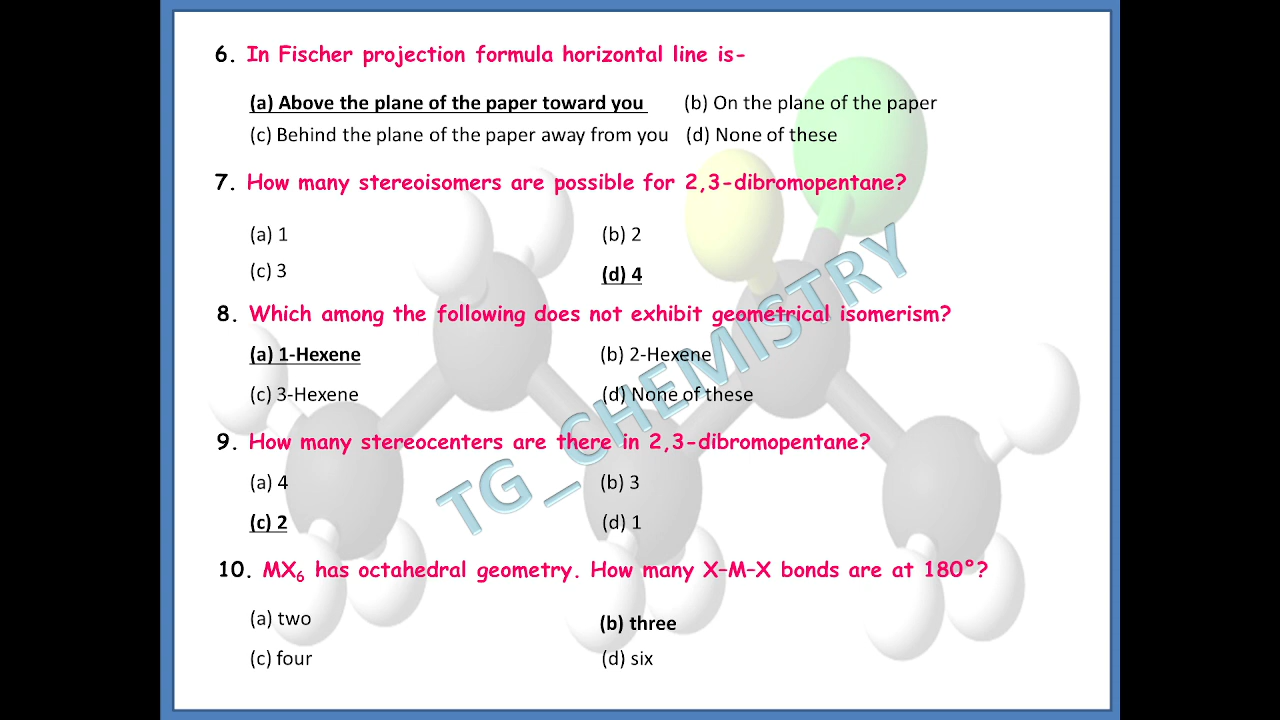 6. In Fischer projection formula horizontal line is-
(a) Above the plane of the paper toward you (b) On the plane of the paper
(c) Behind the plane of the paper away from you (d) None of these
7. How many stereoisomers are possible for 2,3-dibromopentane?
(a) 1 (b) 2
(c) 3 (d) 4
8. Which among the following does not exhibit geometrical isomerism?
(a) 1-Hexene (b) 2-Hexene
(c) 3-Hexene (d) None of these
9. How many stereocenters are there in 2,3-dibromopentane?
(a) 4 (b) 3
(c) 2 (d) 1
10. MX₆ has octahedral geometry. How many X–M–X bonds are at 180°?
(a) two (b) three
(c) four (d) six
TG_CHEMISTRY